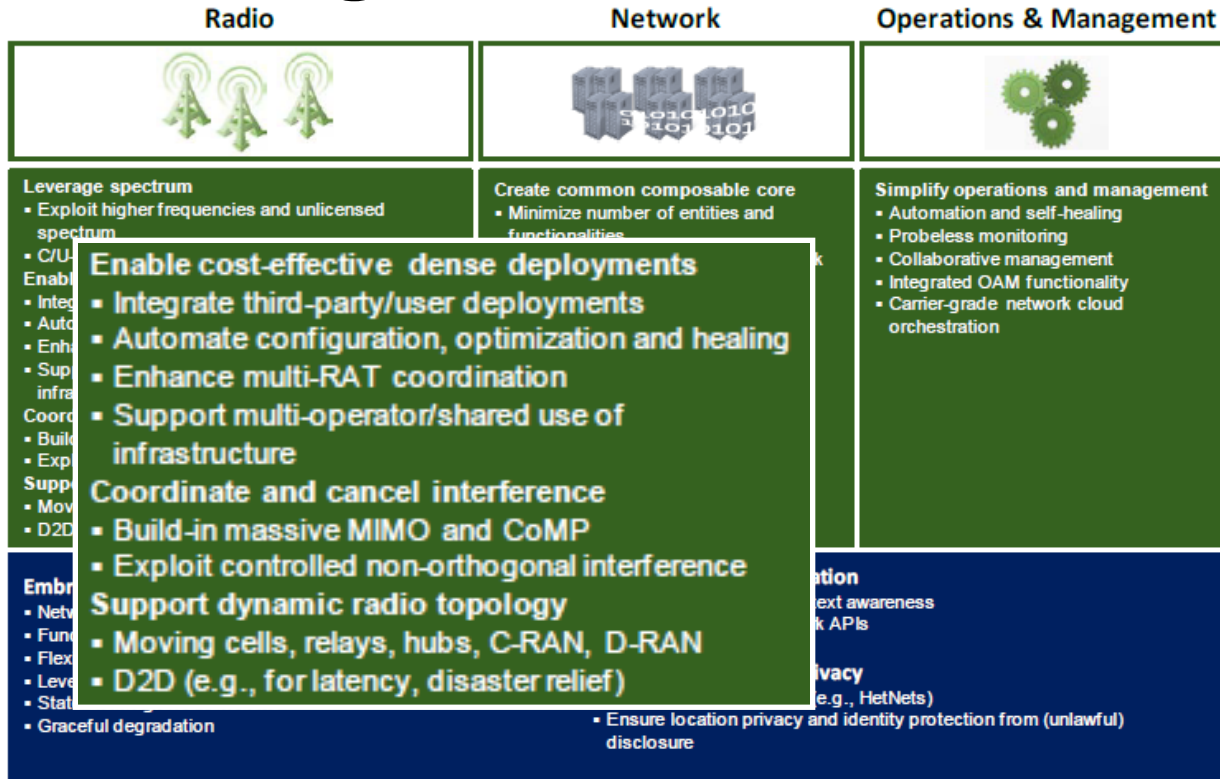 Radio
Network
Operations & Management
Leverage spectrum
▪ Exploit higher frequencies and unlicensed
spectrum
▪ C/U-
Create common composable core
▪ Minimize number of entities and
functionalities
Simplify operations and management
▪ Automation and self-healing
▪ Probeless monitoring
▪ Collaborative management
▪ Integrated OAM functionality
▪ Carrier-grade network cloud
orchestration
Enable cost-effective dense deployments
▪ Integrate third-party/user deployments
▪ Automate configuration, optimization and healing
▪ Enhance multi-RAT coordination
▪ Support multi-operator/shared use of
infrastructure
Coordinate and cancel interference
▪ Build-in massive MIMO and CoMP
▪ Exploit controlled non-orthogonal interference
Support dynamic radio topology
▪ Moving cells, relays, hubs, C-RAN, D-RAN
▪ D2D (e.g., for latency, disaster relief)
▪ Graceful degradation
awareness
APIs
(e.g., HetNets)
▪ Ensure location privacy and identity protection from (unlawful)
disclosure